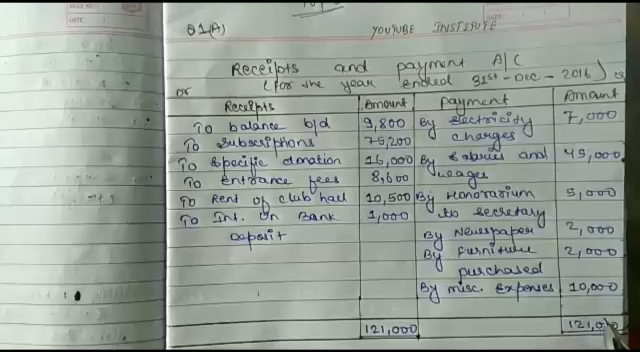 Q1(A)
YOUTUBE INSTITUTE
Receipts and payment A/C
(for the year ended 31st-Dec-2016)
Dr
Receipts Amount Payment Amount
To balance b/d 9,800 By Electricity 7,000
To Subscriptions 75,200 charges
To Specific donation 16,000 By Salaries and 45,000
To entrance fees 8,600 wages
To Rent of club hall 10,500 By Honorarium 5,000
To Int. on Bank 1,000 to secretary
Deposit By Newspaper 2,000
By Furniture 2,000
purchased
By misc. Expenses 10,000
121,000 121,0